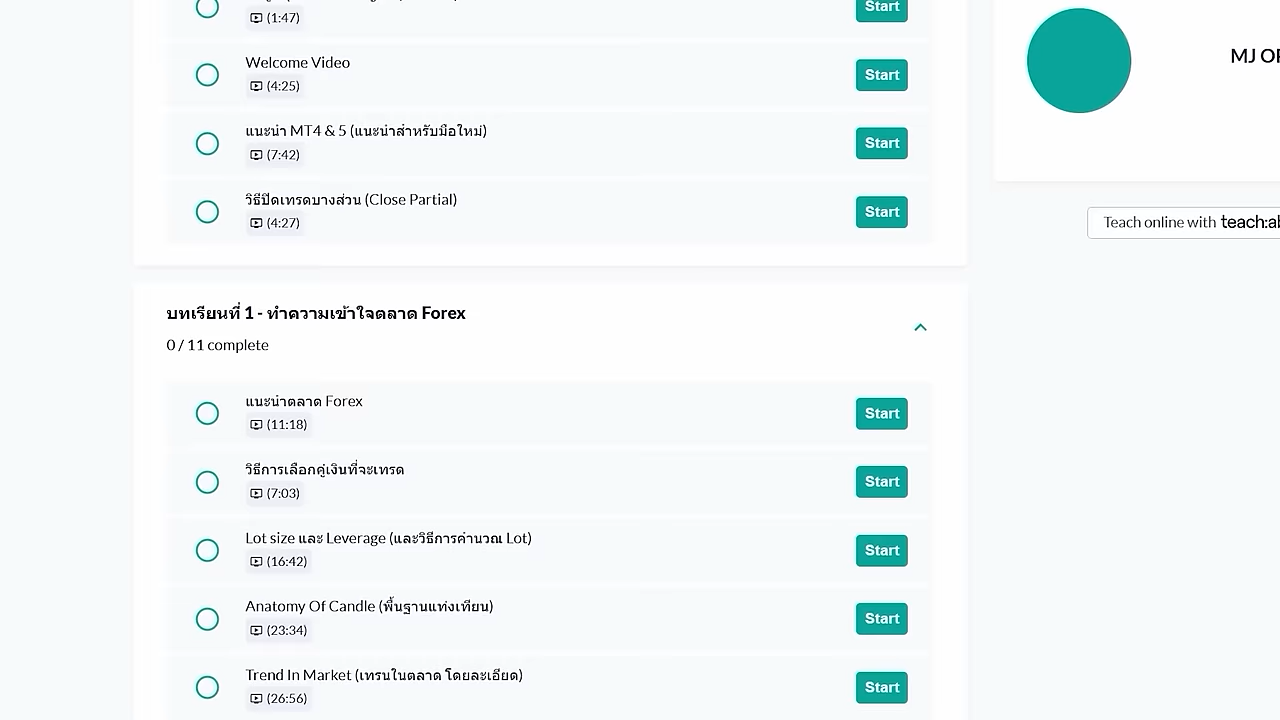 (1:47)
Start
Welcome Video
(4:25)
Start
แนะนำ MT4 & 5 (แนะนำสำหรับมือใหม่)
(7:42)
Start
วิธีปิดเทรดบางส่วน (Close Partial)
(4:27)
Start
บทเรียนที่ 1 - ทำความเข้าใจตลาด Forex
0 / 11 complete
แนะนำตลาด Forex
(11:18)
Start
วิธีการเลือกคู่เงินที่จะเทรด
(7:03)
Start
Lot size และ Leverage (และวิธีการคำนวณ Lot)
(16:42)
Start
Anatomy Of Candle (พื้นฐานแท่งเทียน)
(23:34)
Start
Trend In Market (เทรนในตลาด โดยละเอียด)
(26:56)
Start
MJ
Teach online with